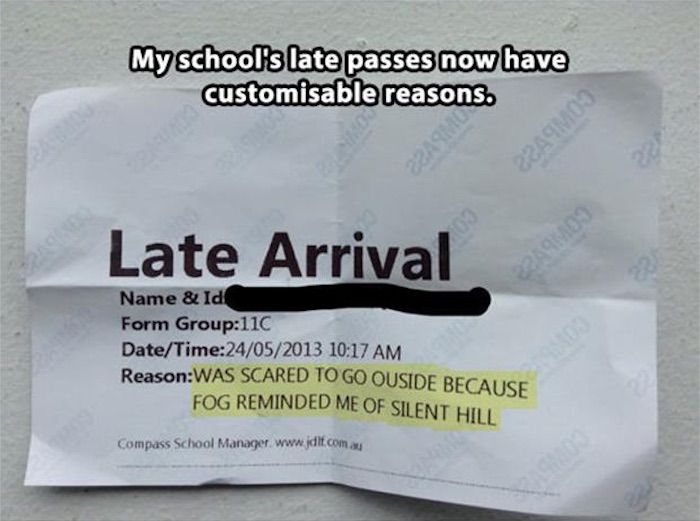 My school's late passes now have
customisable reasons.
Late Arrival
Name & Id
Form Group:11C
Date/Time:24/05/2013 10:17 AM
Reason:WAS SCARED TO GO OUSIDE BECAUSE
FOG REMINDED ME OF SILENT HILL
Compass School Manager. www.jdlf.com.au